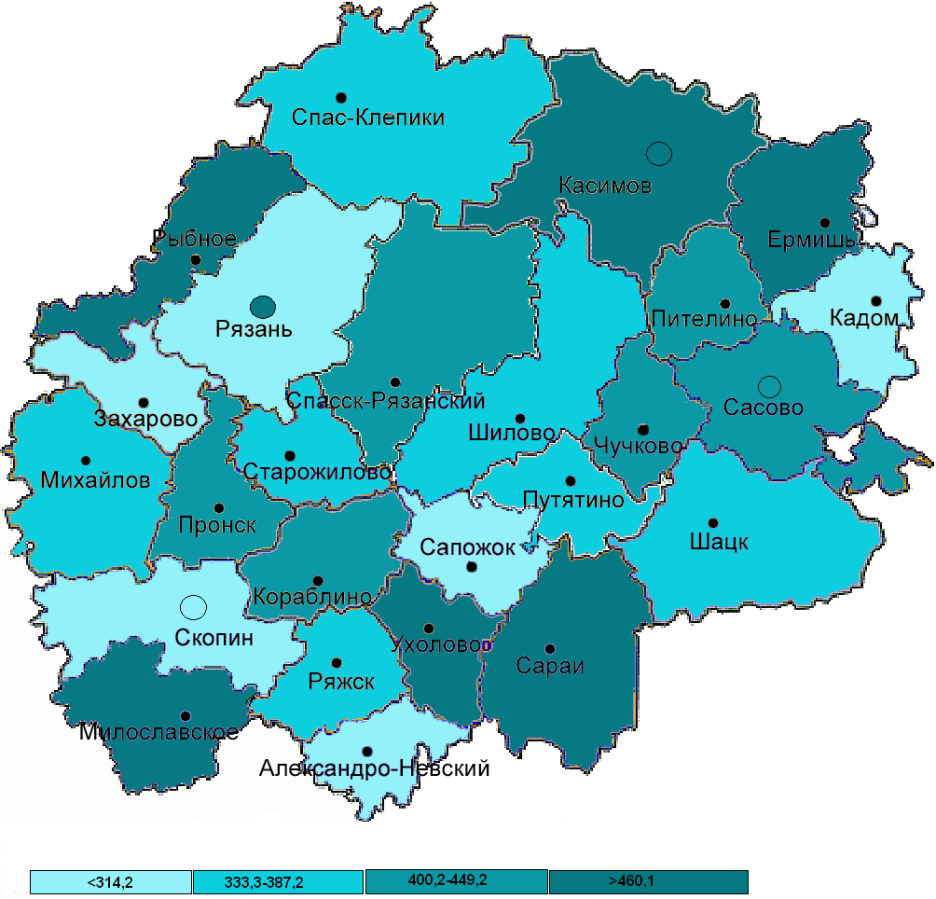 Спас-Клепики
Касимов
Рыбное
Ермишь
Рязань
Пителино
Кадом
Спасск-Рязанский
Сасово
Захарово
Шилово
Чучково
Старожилово
Михайлов
Путятино
Пронск
Шацк
Сапожок
Кораблино
Скопин
Ухолово
Сараи
Ряжск
Милославское
Александро-Невский
<314,2
333,3-387,2
400,2-449,2
>460,1